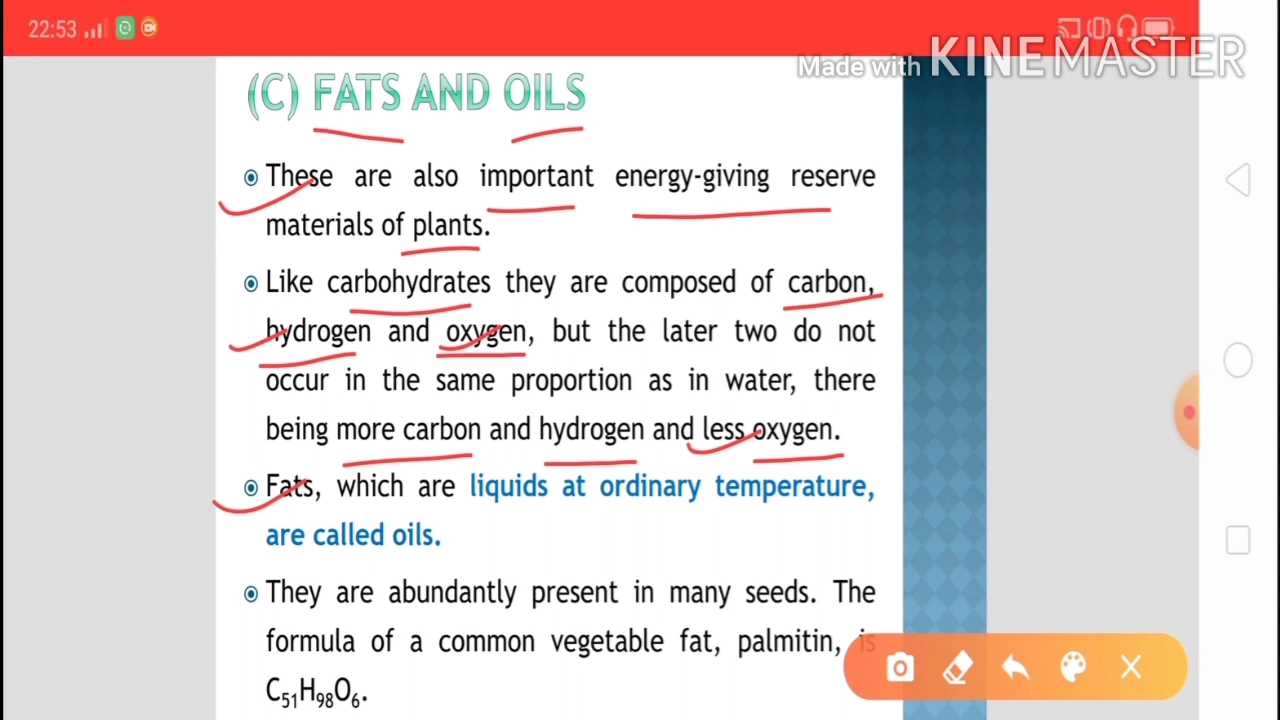 22:53
Made with KINEMASTER
(C) FATS AND OILS
These are also important energy-giving reserve
materials of plants.
Like carbohydrates they are composed of carbon,
hydrogen and oxygen, but the later two do not
occur in the same proportion as in water, there
being more carbon and hydrogen and less oxygen.
Fats, which are liquids at ordinary temperature,
are called oils.
They are abundantly present in many seeds. The
formula of a common vegetable fat, palmitin, is
C₅₁H₉₈O₆.